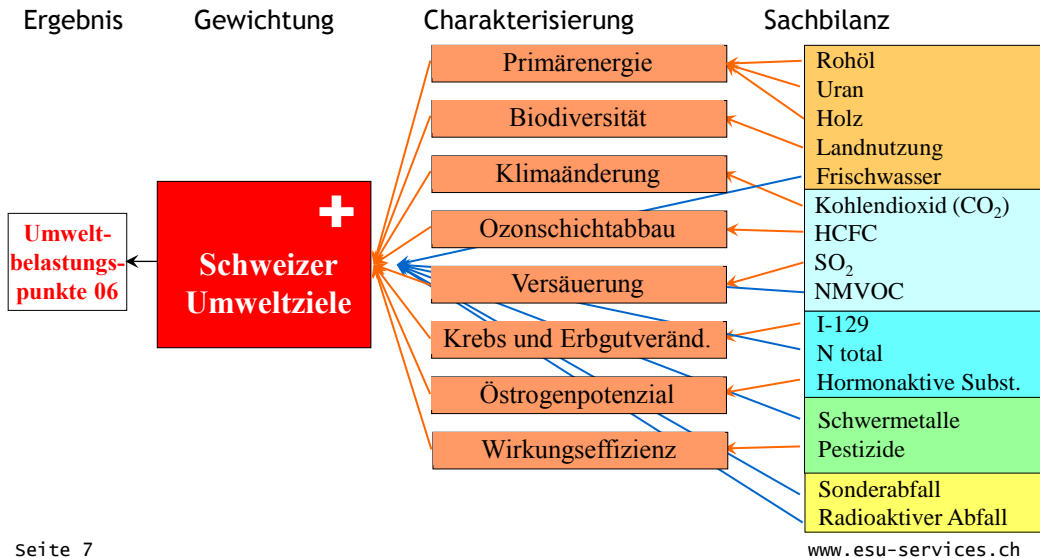 Ergebnis
Gewichtung
Charakterisierung
Sachbilanz
Umwelt-
belastungs-
punkte 06
Schweizer
Umweltziele
Primärenergie
Biodiversität
Klimaänderung
Ozonschichtabbau
Versäuerung
Krebs und Erbgutveränd.
Östrogenpotenzial
Wirkungseffizienz
Rohöl
Uran
Holz
Landnutzung
Frischwasser
Kohlendioxid (CO₂)
HCFC
SO₂
NMVOC
I-129
N total
Hormonaktive Subst.
Schwermetalle
Pestizide
Sonderabfall
Radioaktiver Abfall
Seite 7
www.esu-services.ch